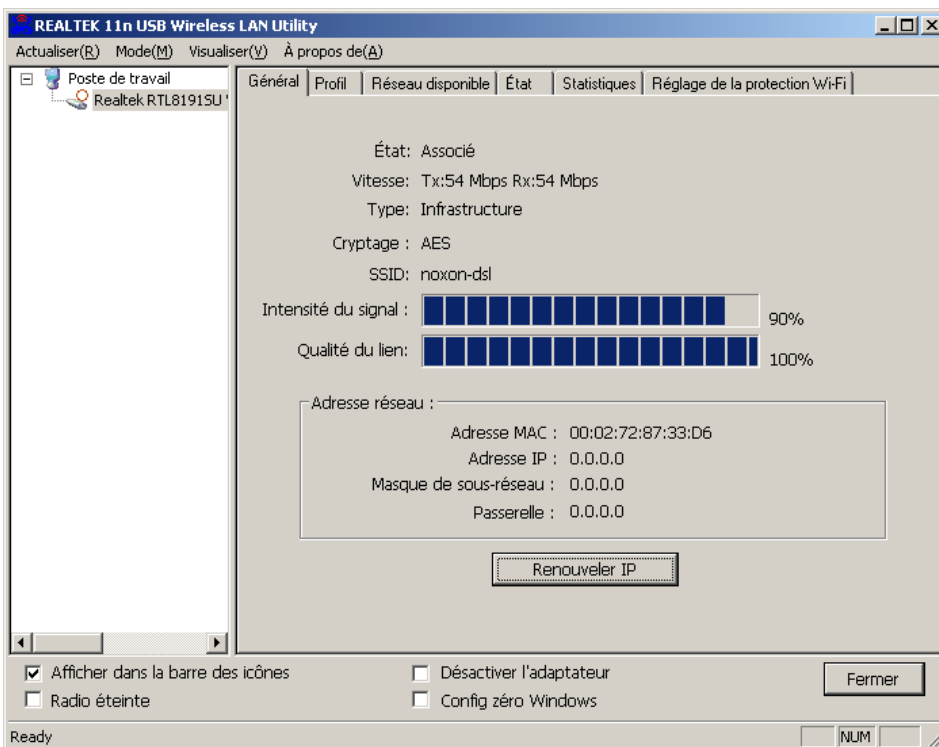 REALTEK 11n USB Wireless LAN Utility
Actualiser(R) Mode(M) Visualiser(V) À propos de(A)
Poste de travail
Realtek RTL8191SU
Général Profil Réseau disponible État Statistiques Réglage de la protection Wi-Fi
État: Associé
Vitesse: Tx:54 Mbps Rx:54 Mbps
Type: Infrastructure
Cryptage : AES
SSID: noxon-dsl
Intensité du signal : 90%
Qualité du lien: 100%
Adresse réseau :
Adresse MAC : 00:02:72:87:33:D6
Adresse IP : 0.0.0.0
Masque de sous-réseau : 0.0.0.0
Passerelle : 0.0.0.0
Renouveler IP
Afficher dans la barre des icônes Désactiver l'adaptateur
Radio éteinte Config zéro Windows
Fermer
Ready NUM